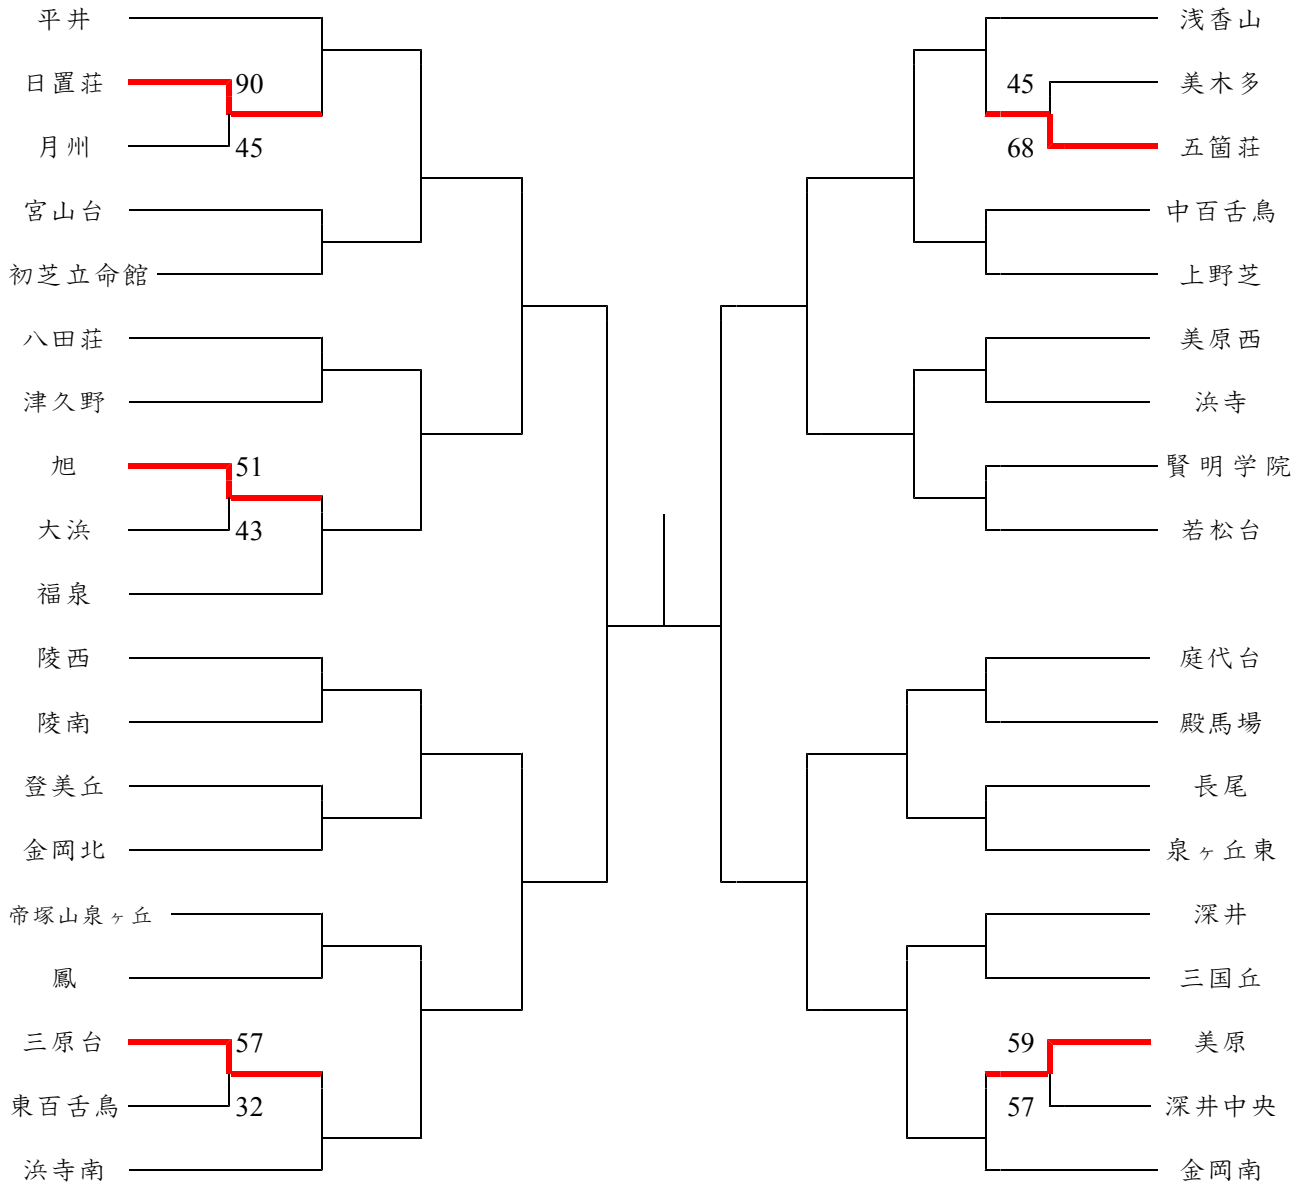 平井
日置荘
90
月州
45
宮山台
初芝立命館
八田荘
津久野
旭
51
大浜
43
福泉
陵西
陵南
登美丘
金岡北
帝塚山泉ヶ丘
鳳
三原台
57
東百舌鳥
32
浜寺南
浅香山
45
美木多
68
五箇荘
中百舌鳥
上野芝
美原西
浜寺
賢明学院
若松台
庭代台
殿馬場
長尾
泉ヶ丘東
深井
三国丘
59
美原
57
深井中央
金岡南